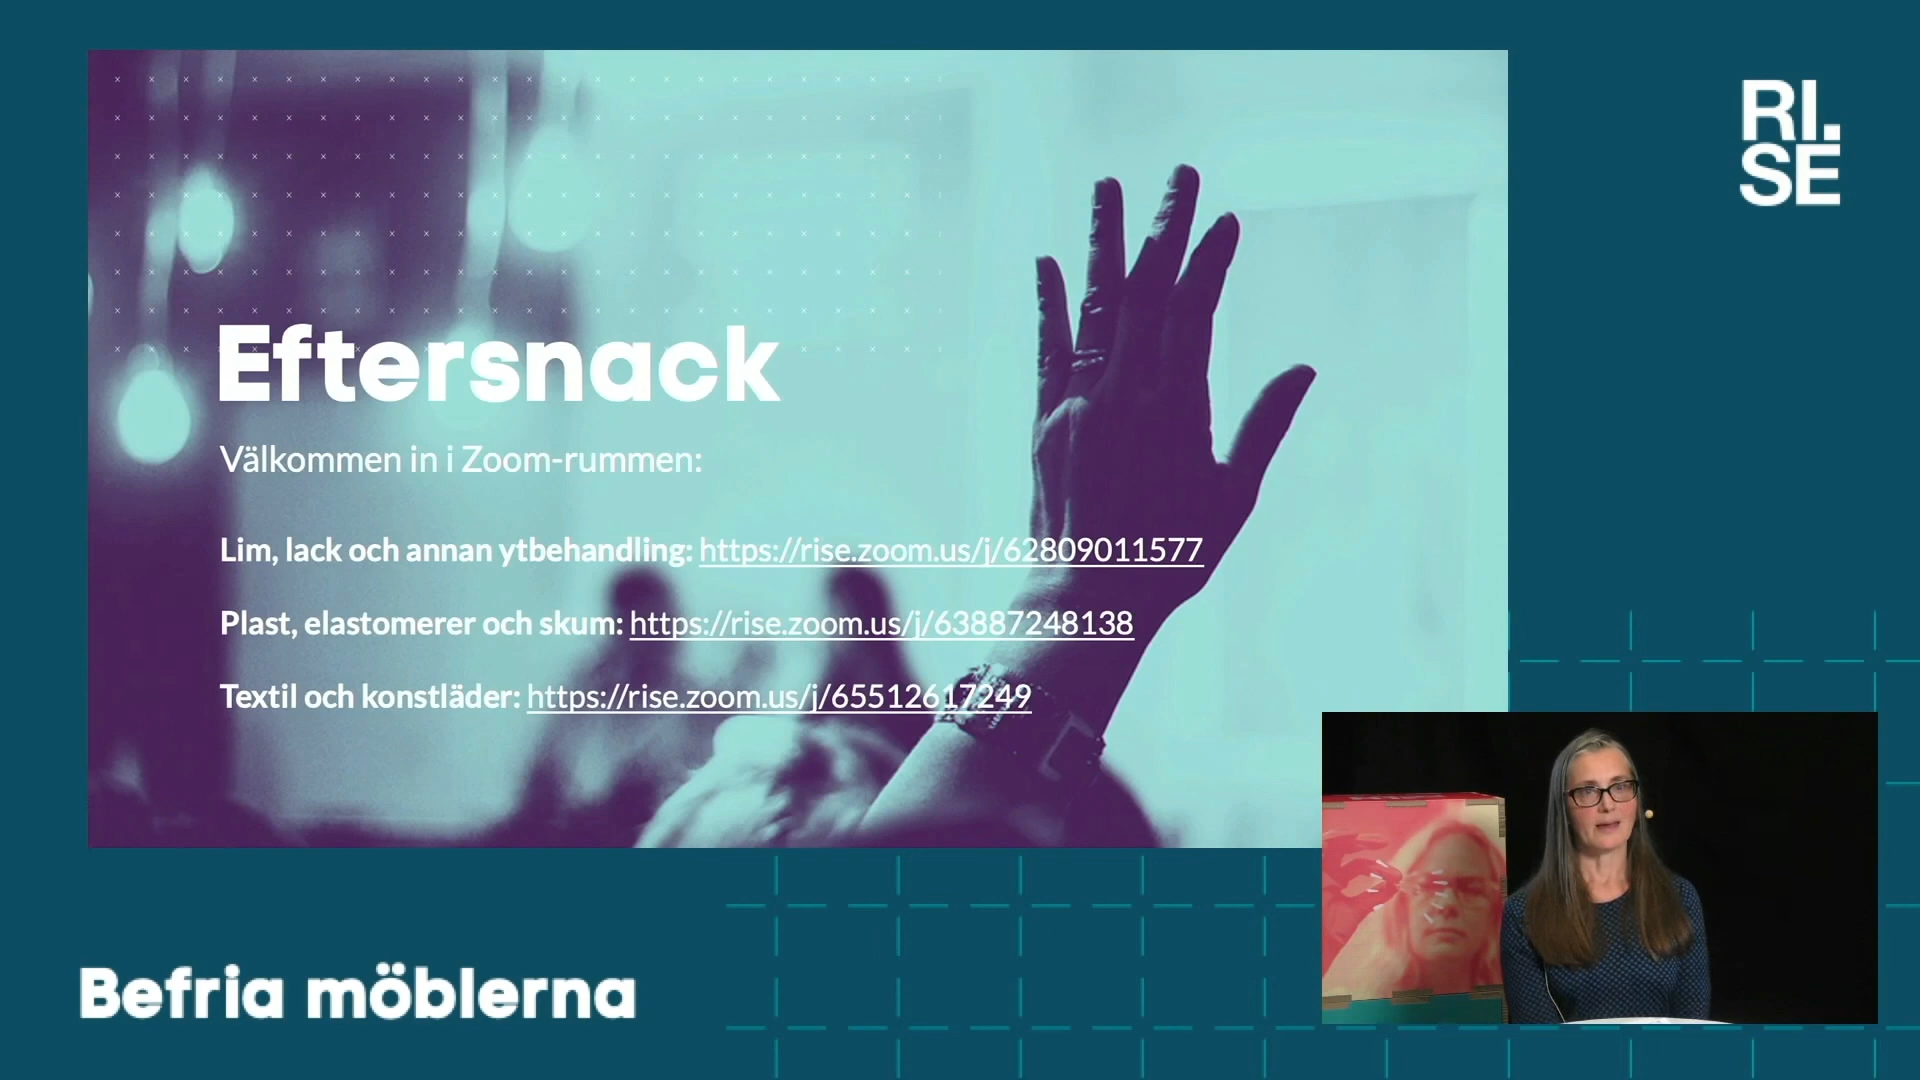 RI.
SE
Eftersnack
Välkommen in i Zoom-rummen:
Lim, lack och annan ytbehandling: https://rise.zoom.us/j/62809011577
Plast, elastomerer och skum: https://rise.zoom.us/j/63887248138
Textil och konstläder: https://rise.zoom.us/j/65512617249
Befria möblerna